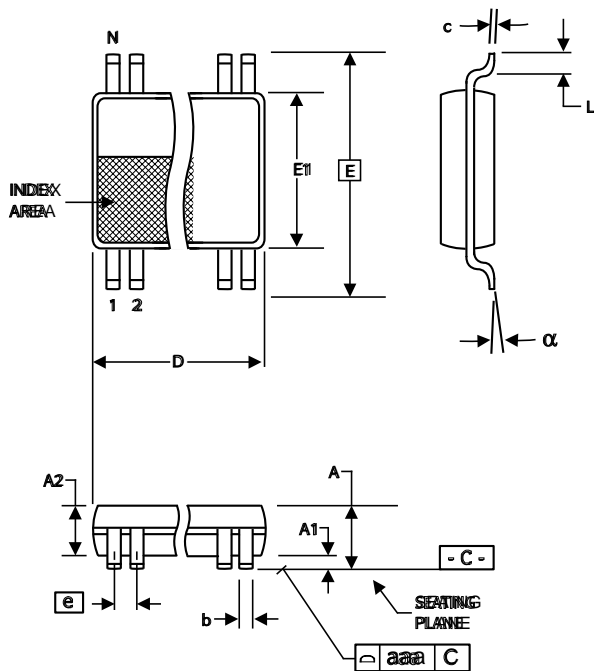 N
c
L
E1
E
INDEX
AREA
1 2
α
D
A2
A
A1
- C -
e
b
SEATING
PLANE
aaa C